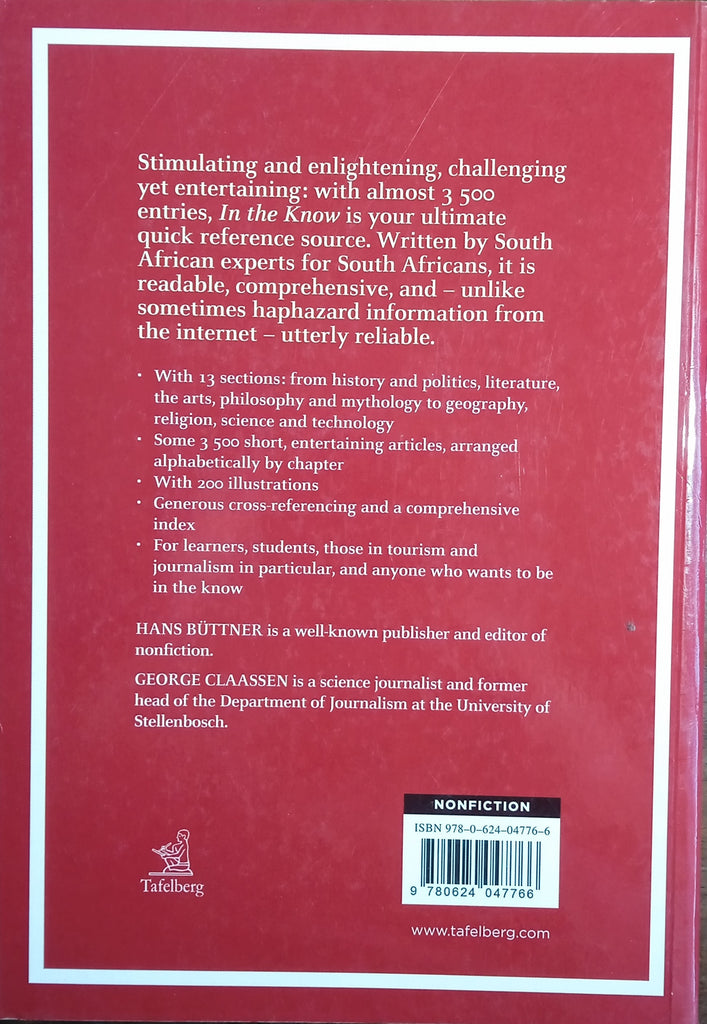 Stimulating and enlightening, challenging
yet entertaining: with almost 3 500
entries, In the Know is your ultimate
quick reference source. Written by South
African experts for South Africans, it is
readable, comprehensive, and – unlike
sometimes haphazard information from
the internet – utterly reliable.
• With 13 sections: from history and politics, literature,
the arts, philosophy and mythology to geography,
religion, science and technology
• Some 3 500 short, entertaining articles, arranged
alphabetically by chapter
• With 200 illustrations
• Generous cross-referencing and a comprehensive
index
• For learners, students, those in tourism and
journalism in particular, and anyone who wants to be
in the know
HANS BÜTTNER is a well-known publisher and editor of
nonfiction.
GEORGE CLAASSEN is a science journalist and former
head of the Department of Journalism at the University of
Stellenbosch.
NONFICTION
ISBN 978-0-624-04776-6
9 780624 047766
Tafelberg
www.tafelberg.com